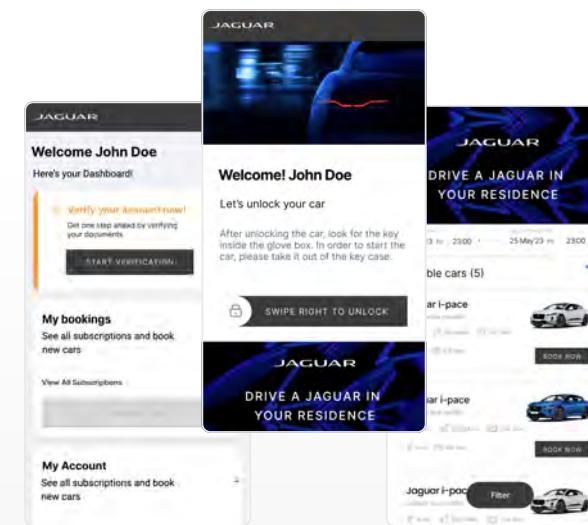 JAGUAR
Welcome John Doe
Here's your Dashboard!
Verify your Account now!
Get one step ahead by verifying
your documents
START VERIFICATION
My bookings
See all subscriptions and book
new cars
View All Subscriptions
My Account
See all subscriptions and book
new cars
JAGUAR
Welcome! John Doe
Let's unlock your car
After unlocking the car, look for the key
inside the glove box. In order to start the
car, please take it out of the key case.
SWIPE RIGHT TO UNLOCK
JAGUAR
DRIVE A JAGUAR IN
YOUR RESIDENCE
JAGUAR
DRIVE A JAGUAR IN
YOUR RESIDENCE
23:00 25 May'23 23:00
ble cars (5)
ar i-pace
BOOK NOW
uar i-pace
BOOK NOW
Jaguar i-pac
Filter